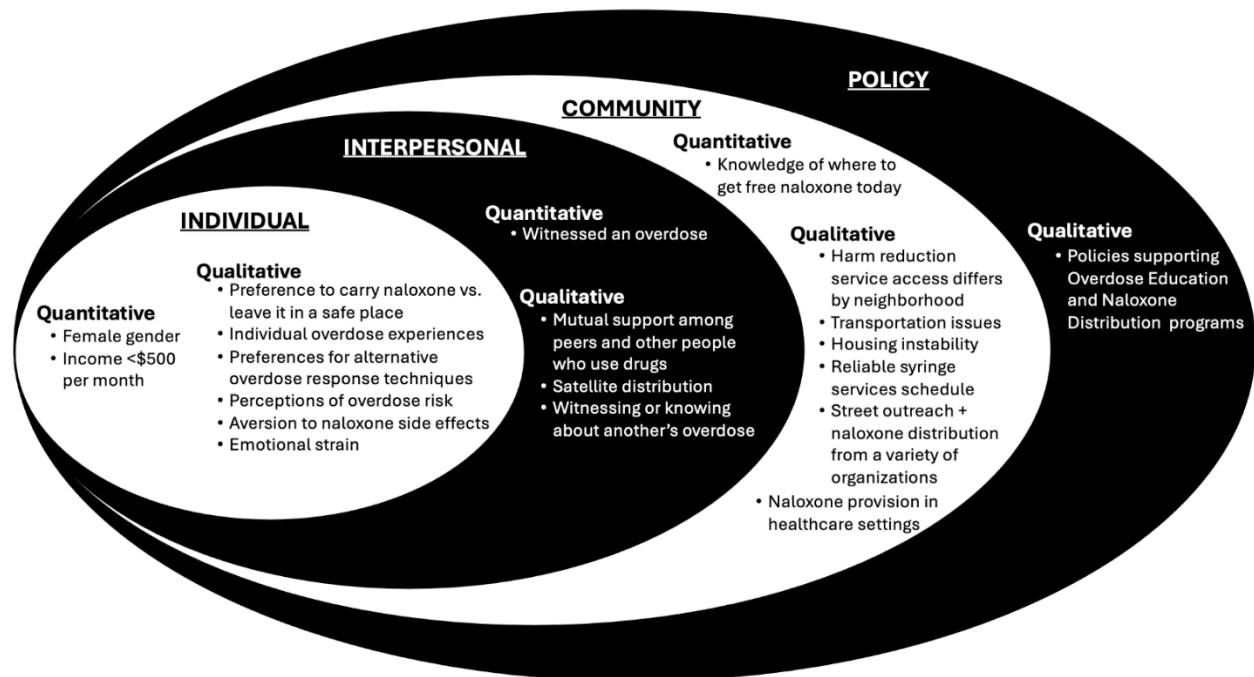 POLICY
COMMUNITY
INTERPERSONAL
INDIVIDUAL
Quantitative
• Female gender
• Income <$500
per month
Qualitative
• Preference to carry naloxone vs.
leave it in a safe place
• Individual overdose experiences
• Preferences for alternative
overdose response techniques
• Perceptions of overdose risk
• Aversion to naloxone side effects
• Emotional strain
Quantitative
• Witnessed an overdose
Qualitative
• Mutual support among
peers and other people
who use drugs
• Satellite distribution
• Witnessing or knowing
about another’s overdose
Quantitative
• Knowledge of where to
get free naloxone today
Qualitative
• Harm reduction
service access differs
by neighborhood
• Transportation issues
• Housing instability
• Reliable syringe
services schedule
• Street outreach +
naloxone distribution
from a variety of
organizations
• Naloxone provision in
healthcare settings
Qualitative
• Policies supporting
Overdose Education
and Naloxone
Distribution programs